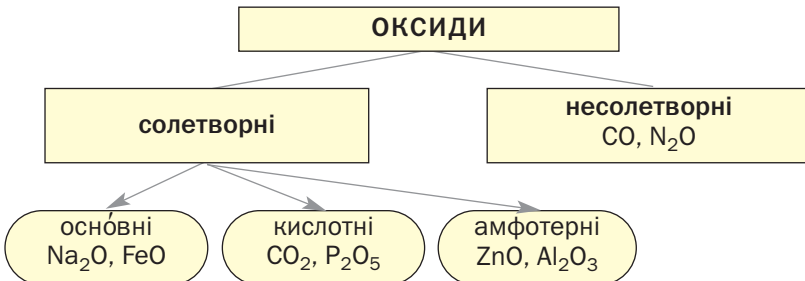 ОКСИДИ
солетворні
несолетворні
CO, N₂O
осно́вні
Na₂O, FeO
кислотні
CO₂, P₂O₅
амфотерні
ZnO, Al₂O₃